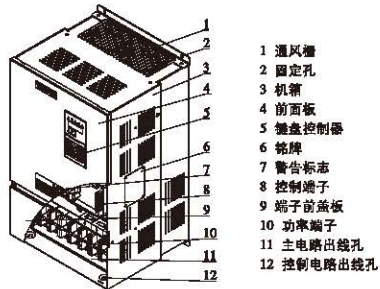 1
2
3
4
5
6
7
8
9
10
11
12
1 通风栅
2 固定孔
3 机箱
4 前面板
5 键盘控制器
6 铭牌
7 警告标志
8 控制端子
9 端子前盖板
10 功率端子
11 主电路出线孔
12 控制电路出线孔